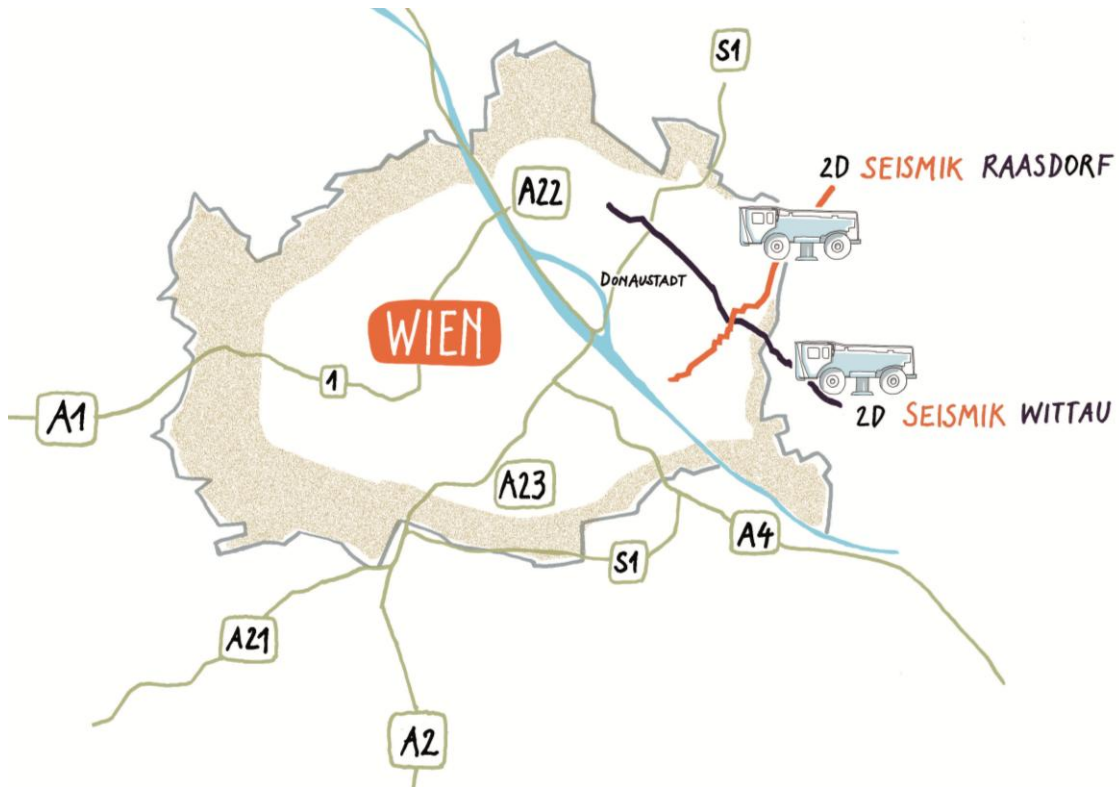 S1
2D SEISMIK RAASDORF
A22
DONAUSTADT
WIEN
1
A1
2D SEISMIK WITTAU
A23
A4
S1
A21
A2